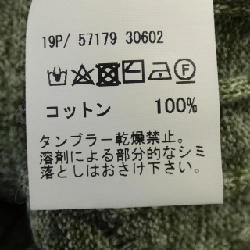 19P/ 57179 30602
コットン 100%
タンブラー乾燥禁止。
溶剤による部分的なシミ
落としはおさけ下さい。